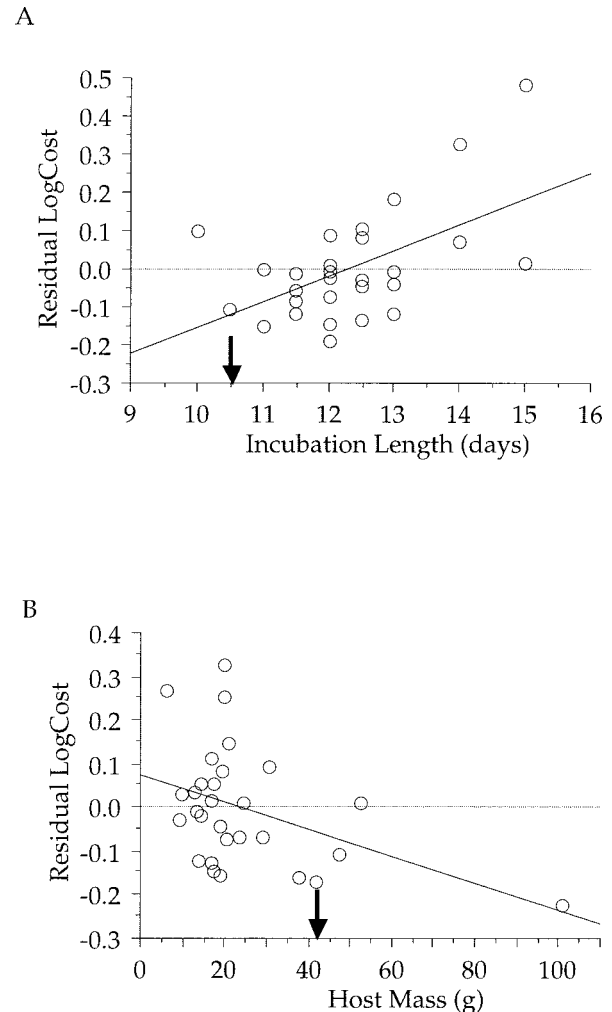 A
0.5
0.4
0.3
0.2
0.1
0.0
-0.1
-0.2
-0.3
Residual LogCost
9 10 11 12 13 14 15 16
Incubation Length (days)
B
0.4
0.3
0.2
0.1
0.0
-0.1
-0.2
-0.3
Residual LogCost
0 20 40 60 80 100
Host Mass (g)